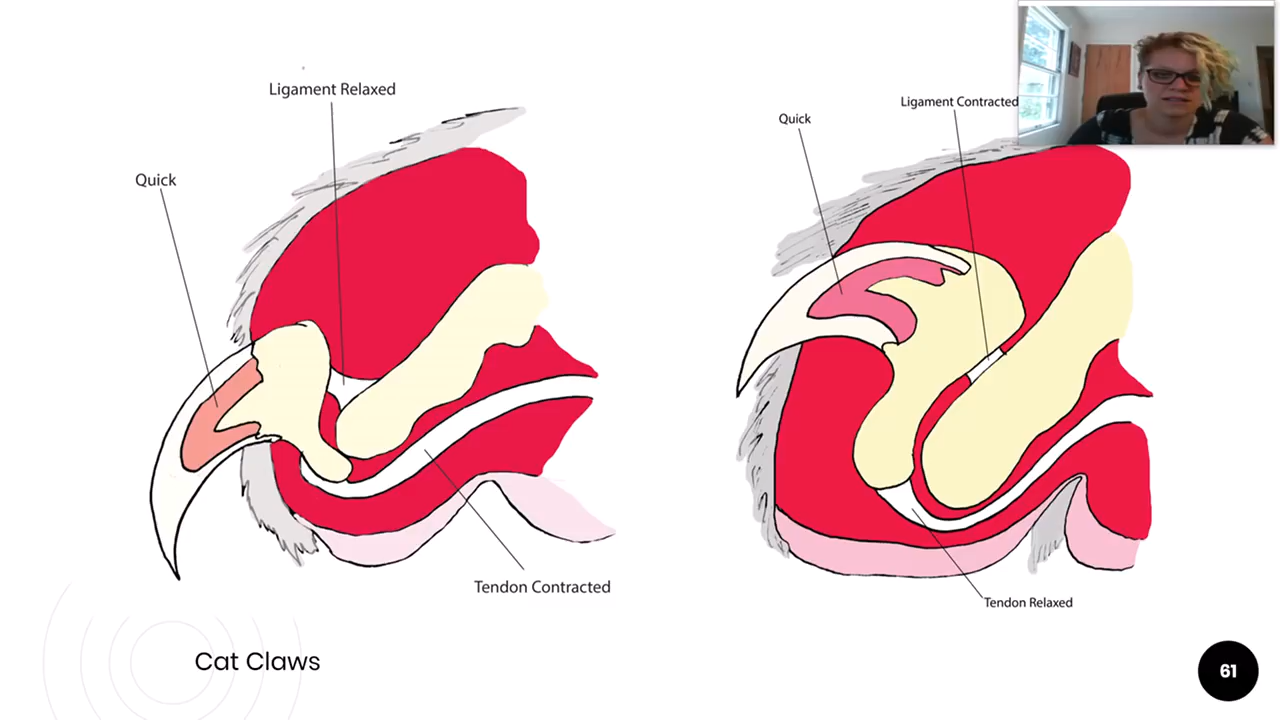 Ligament Relaxed
Quick
Tendon Contracted
Quick
Ligament Contracted
Tendon Relaxed
Cat Claws
61